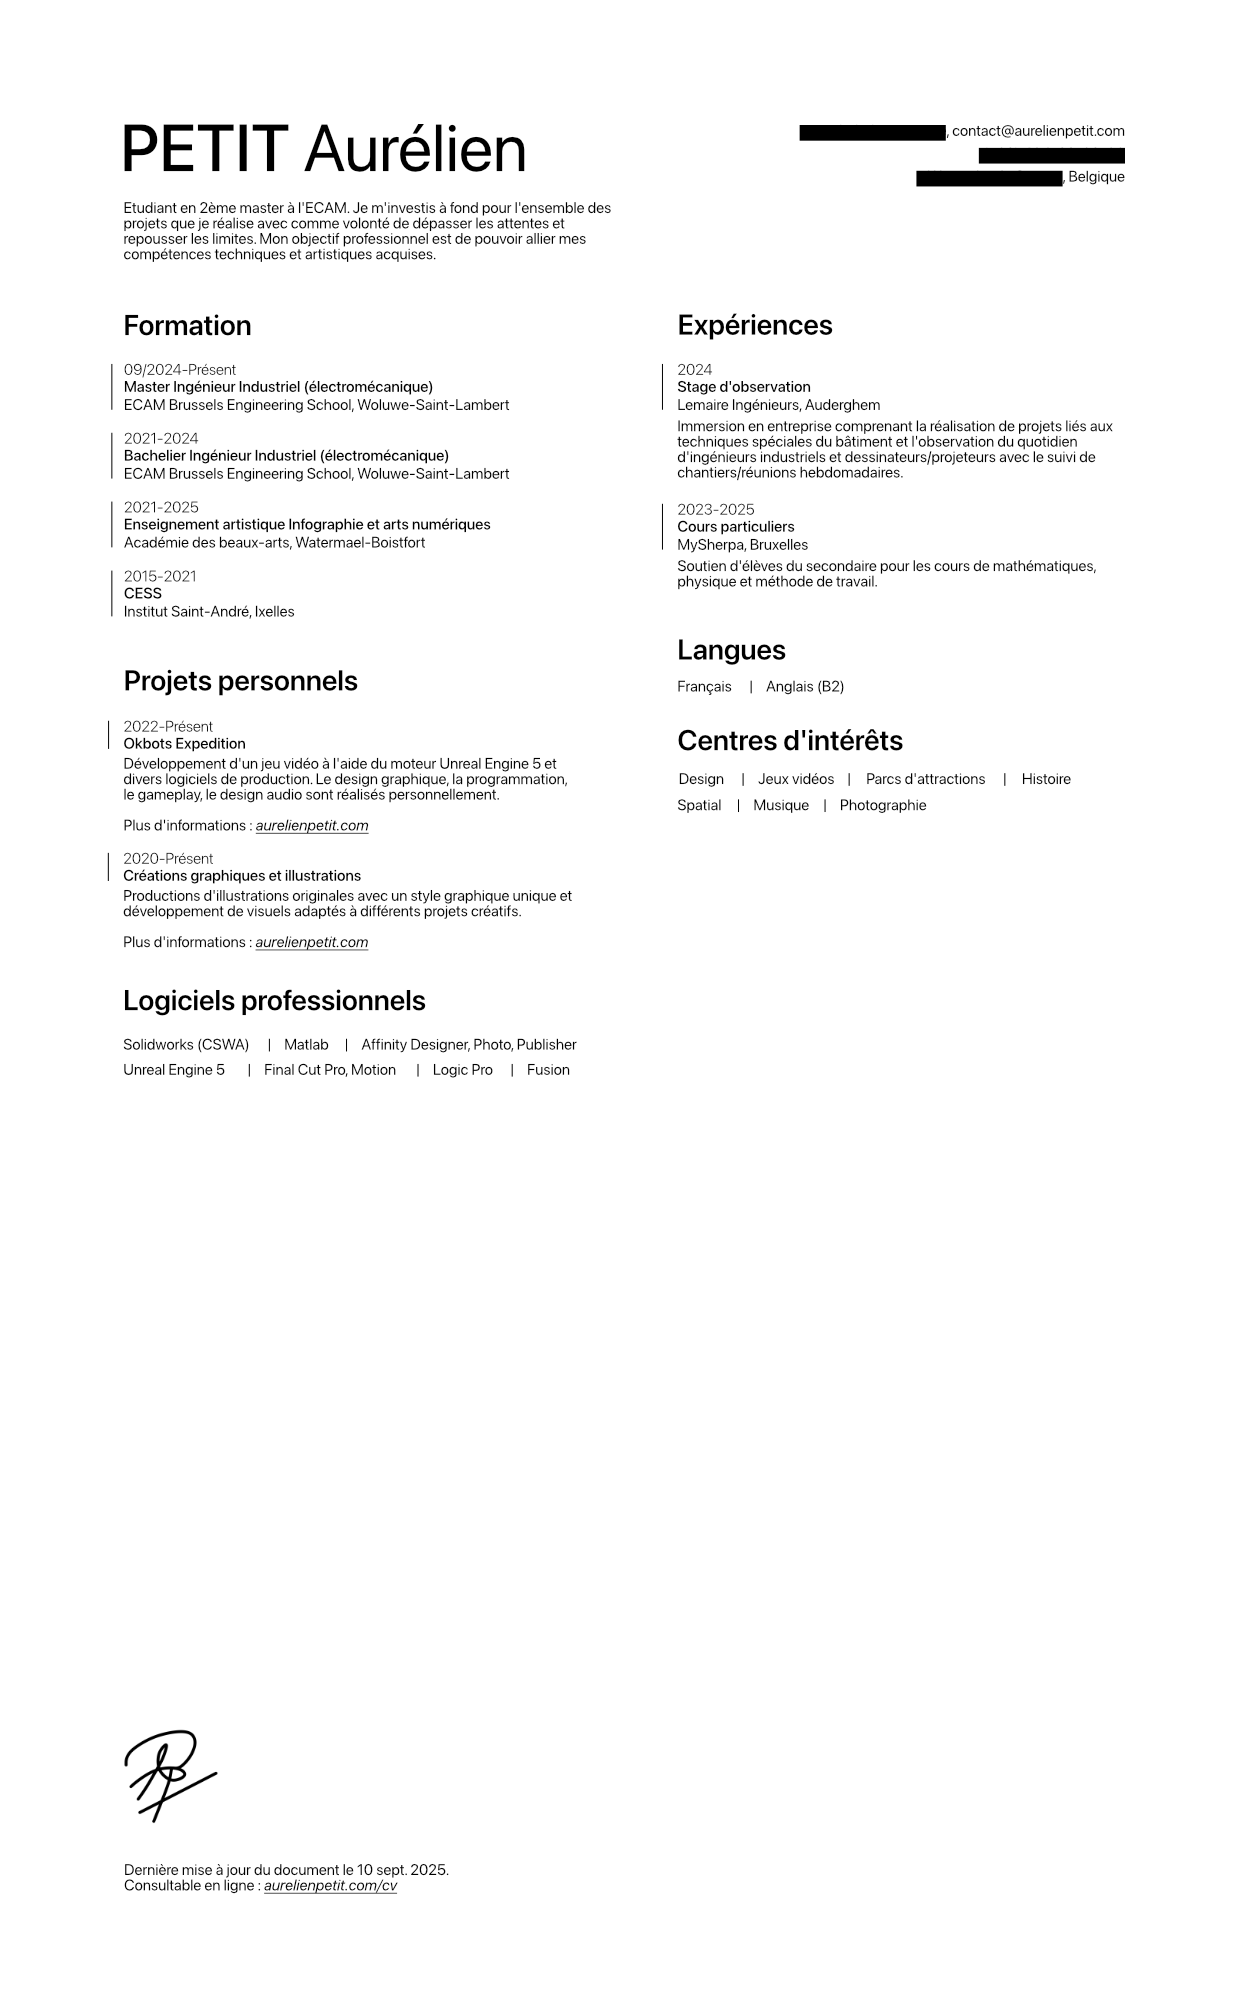 PETIT Aurélien
, contact@aurelienpetit.com
, Belgique
Etudiant en 2ème master à l'ECAM. Je m'investis à fond pour l'ensemble des
projets que je réalise avec comme volonté de dépasser les attentes et
repousser les limites. Mon objectif professionnel est de pouvoir allier mes
compétences techniques et artistiques acquises.
Formation
09/2024-Présent
Master Ingénieur Industriel (électromécanique)
ECAM Brussels Engineering School, Woluwe-Saint-Lambert
2021-2024
Bachelier Ingénieur Industriel (électromécanique)
ECAM Brussels Engineering School, Woluwe-Saint-Lambert
2021-2025
Enseignement artistique Infographie et arts numériques
Académie des beaux-arts, Watermael-Boistfort
2015-2021
CESS
Institut Saint-André, Ixelles
Projets personnels
2022-Présent
Okbots Expedition
Développement d'un jeu vidéo à l'aide du moteur Unreal Engine 5 et
divers logiciels de production. Le design graphique, la programmation,
le gameplay, le design audio sont réalisés personnellement.
Plus d'informations : aurelienpetit.com
2020-Présent
Créations graphiques et illustrations
Productions d'illustrations originales avec un style graphique unique et
développement de visuels adaptés à différents projets créatifs.
Plus d'informations : aurelienpetit.com
Logiciels professionnels
Solidworks (CSWA) | Matlab | Affinity Designer, Photo, Publisher
Unreal Engine 5 | Final Cut Pro, Motion | Logic Pro | Fusion
Expériences
2024
Stage d'observation
Lemaire Ingénieurs, Auderghem
Immersion en entreprise comprenant la réalisation de projets liés aux
techniques spéciales du bâtiment et l'observation du quotidien
d'ingénieurs industriels et dessinateurs/projeteurs avec le suivi de
chantiers/réunions hebdomadaires.
2023-2025
Cours particuliers
MySherpa, Bruxelles
Soutien d'élèves du secondaire pour les cours de mathématiques,
physique et méthode de travail.
Langues
Français | Anglais (B2)
Centres d'intérêts
Design | Jeux vidéos | Parcs d'attractions | Histoire
Spatial | Musique | Photographie
Dernière mise à jour du document le 10 sept. 2025.
Consultable en ligne : aurelienpetit.com/cv